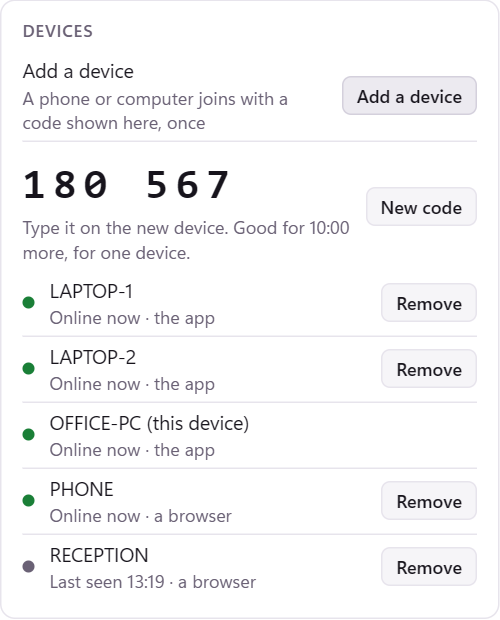 DEVICES
Add a device
A phone or computer joins with a
code shown here, once
Add a device
180 567
Type it on the new device. Good for 10:00
more, for one device.
New code
LAPTOP-1
Online now · the app
Remove
LAPTOP-2
Online now · the app
Remove
OFFICE-PC (this device)
Online now · the app
PHONE
Online now · a browser
Remove
RECEPTION
Last seen 13:19 · a browser
Remove